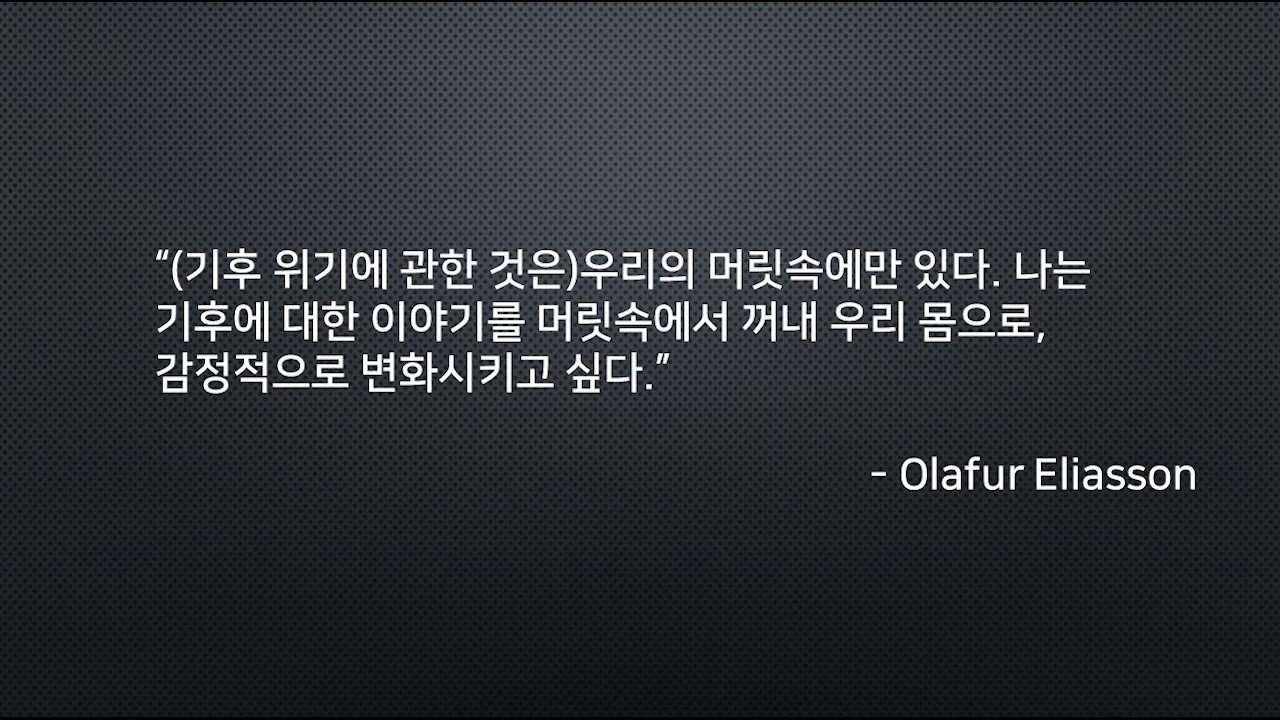 “(기후 위기에 관한 것은)우리의 머릿속에만 있다. 나는
기후에 대한 이야기를 머릿속에서 꺼내 우리 몸으로,
감정적으로 변화시키고 싶다.”
- Olafur Eliasson